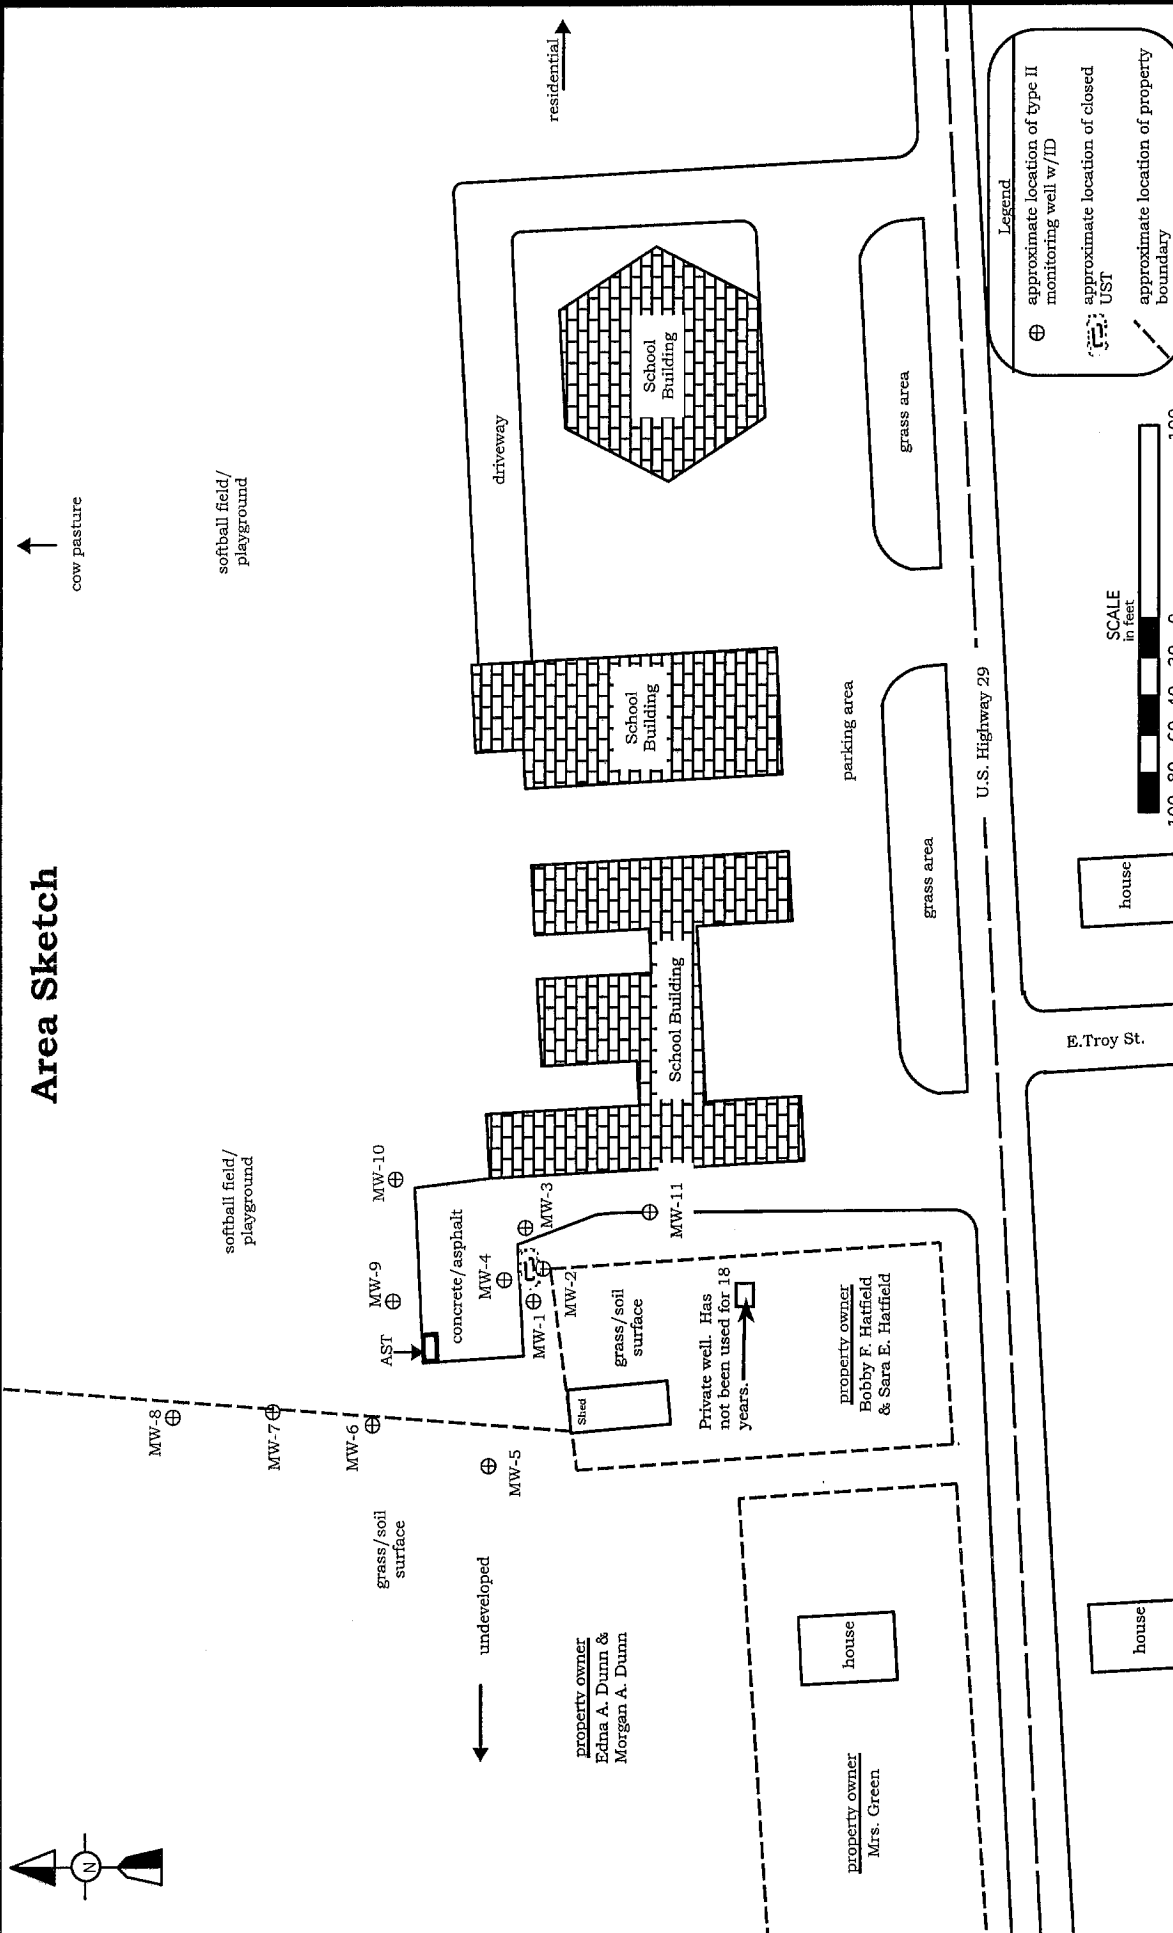 Area Sketch
N
cow pasture
residential
softball field/
playground
softball field/
playground
MW-8
MW-7
MW-6
MW-5
MW-9
MW-10
AST
concrete/asphalt
MW-4
MW-3
MW-1
MW-2
MW-11
grass/soil
surface
undeveloped
property owner
Edna A. Dunn &
Morgan A. Dunn
Shed
grass/soil
surface
Private well. Has
not been used for 18
years.
property owner
Bobby F. Hatfield
& Sara E. Hatfield
property owner
Mrs. Green
house
School Building
School
Building
driveway
School
Building
parking area
grass area
grass area
U.S. Highway 29
E.Troy St.
house
house
SCALE
in feet
Legend
approximate location of type II
monitoring well w/ID
approximate location of closed
UST
approximate location of property
boundary